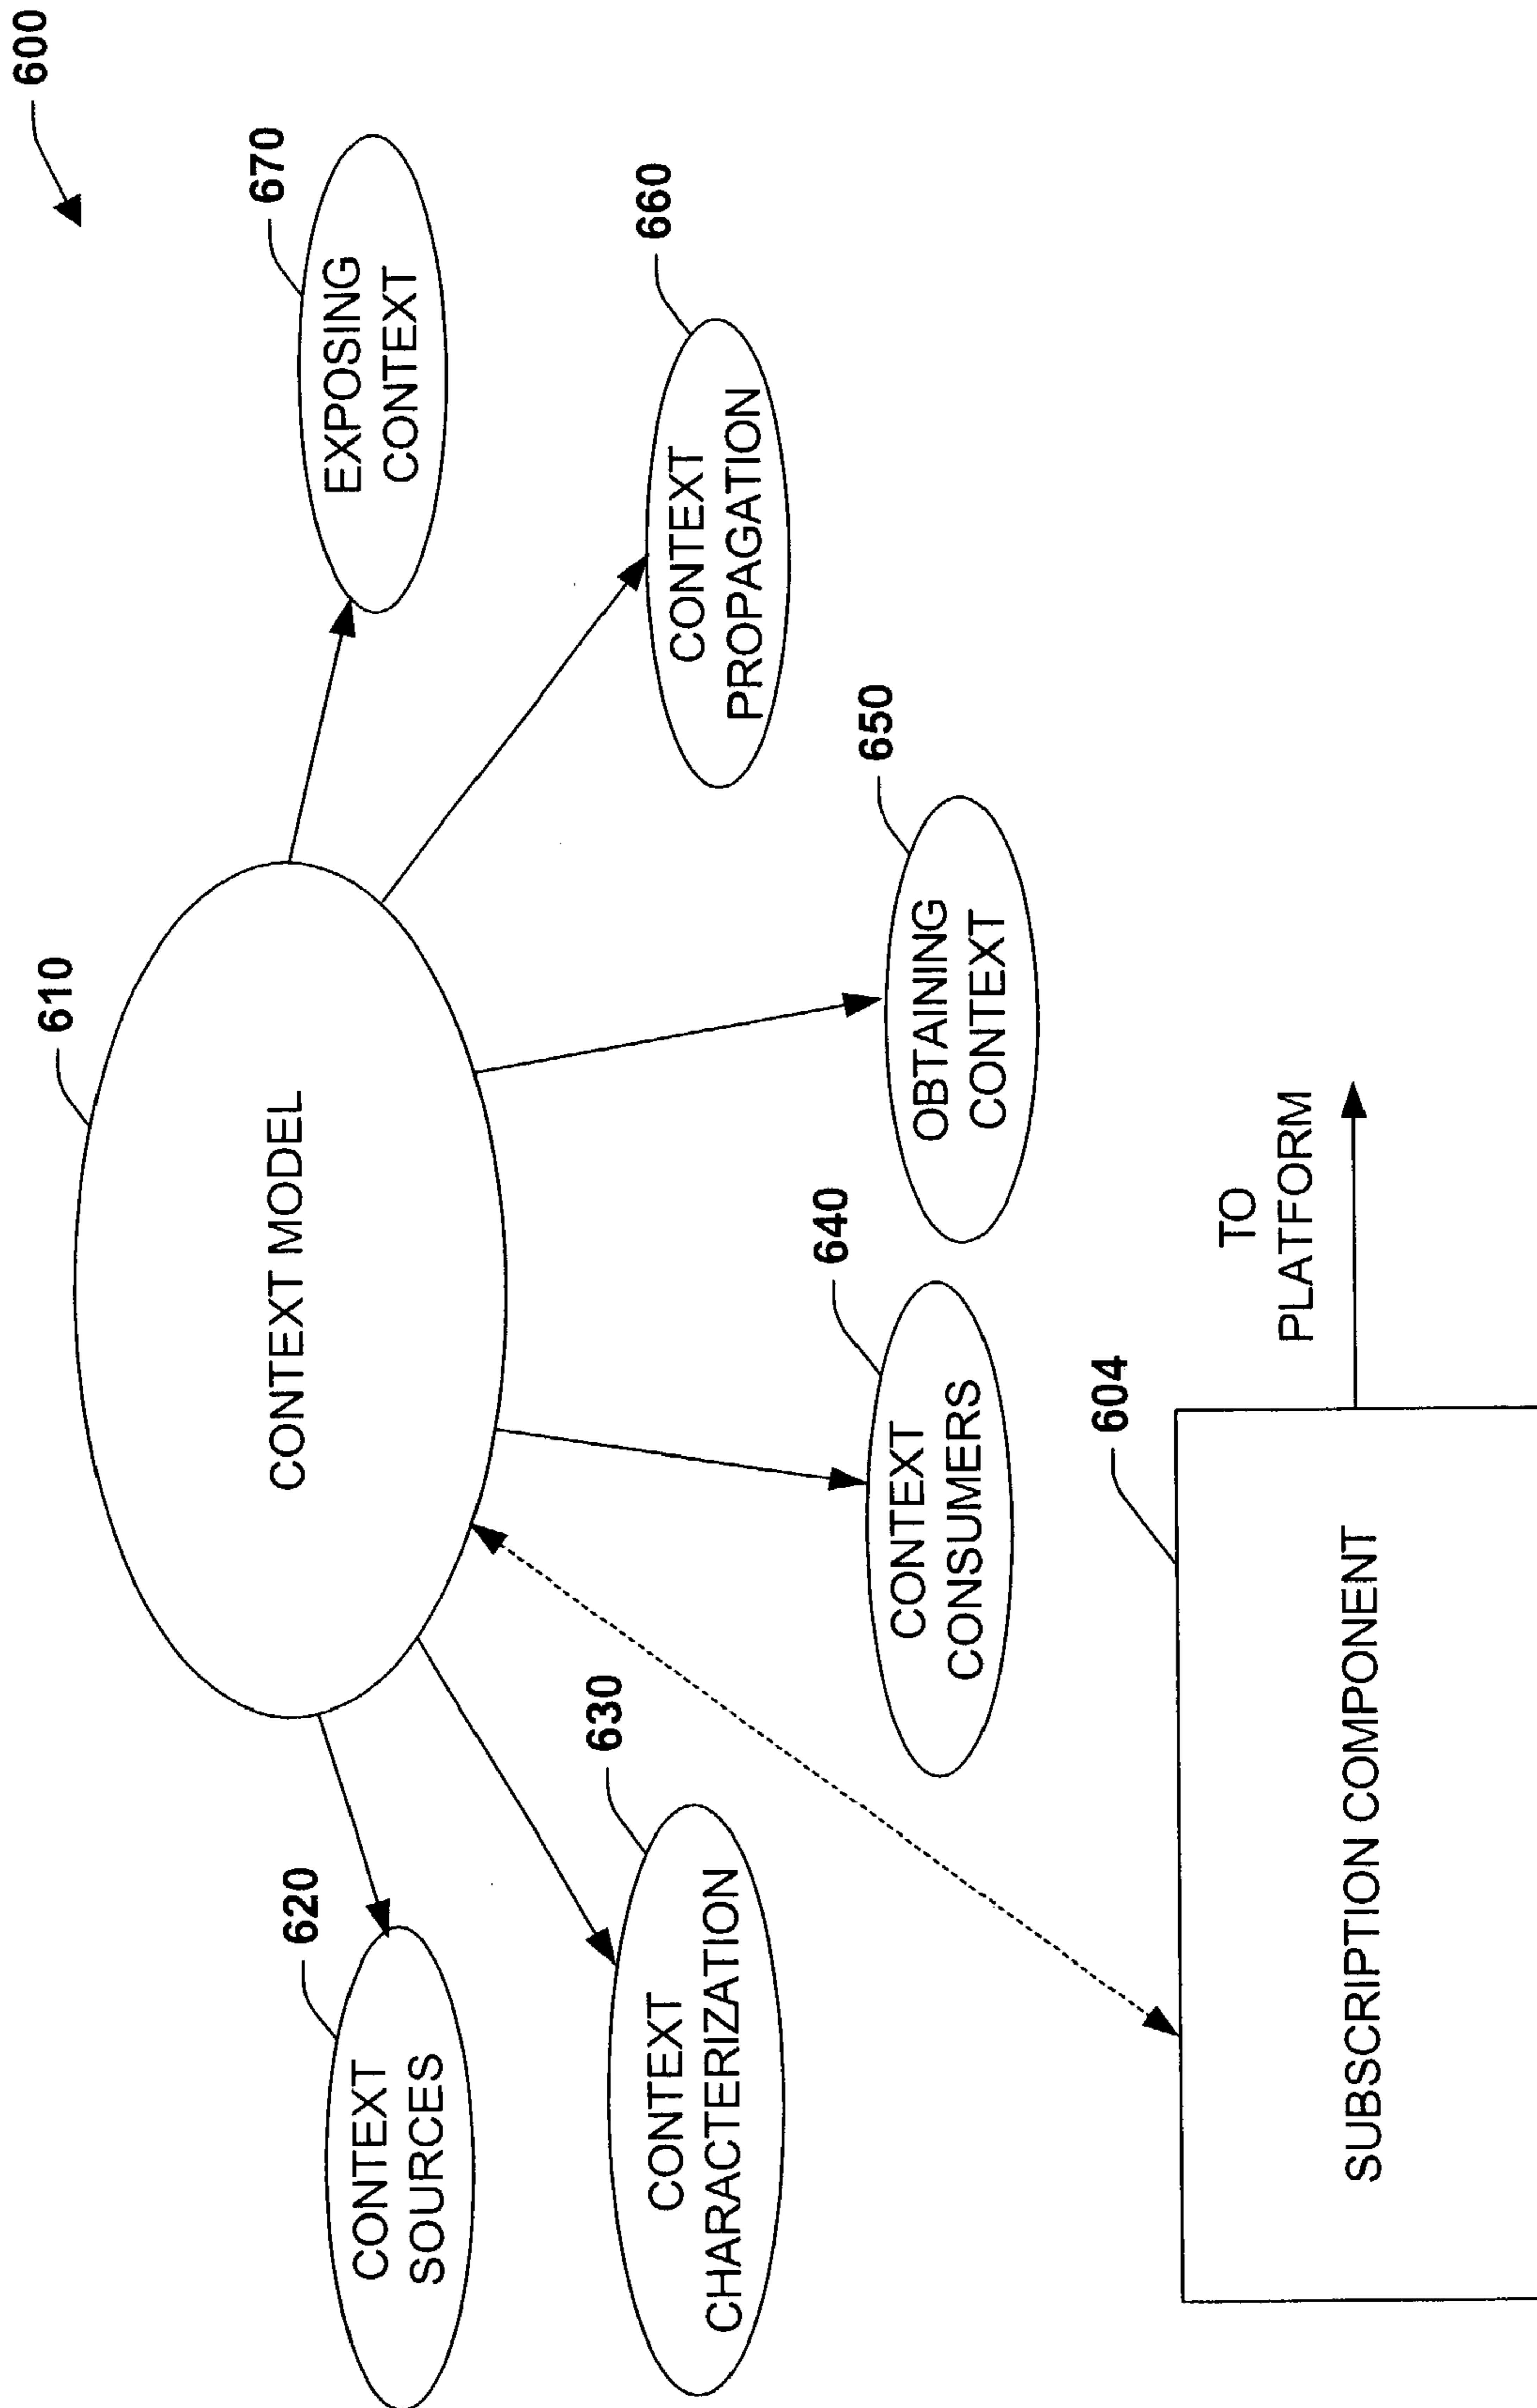 600
610
CONTEXT MODEL
620
CONTEXT
SOURCES
630
CONTEXT
CHARACTERIZATION
640
CONTEXT
CONSUMERS
650
OBTAINING
CONTEXT
660
CONTEXT
PROPAGATION
670
EXPOSING
CONTEXT
604
SUBSCRIPTION COMPONENT
TO
PLATFORM